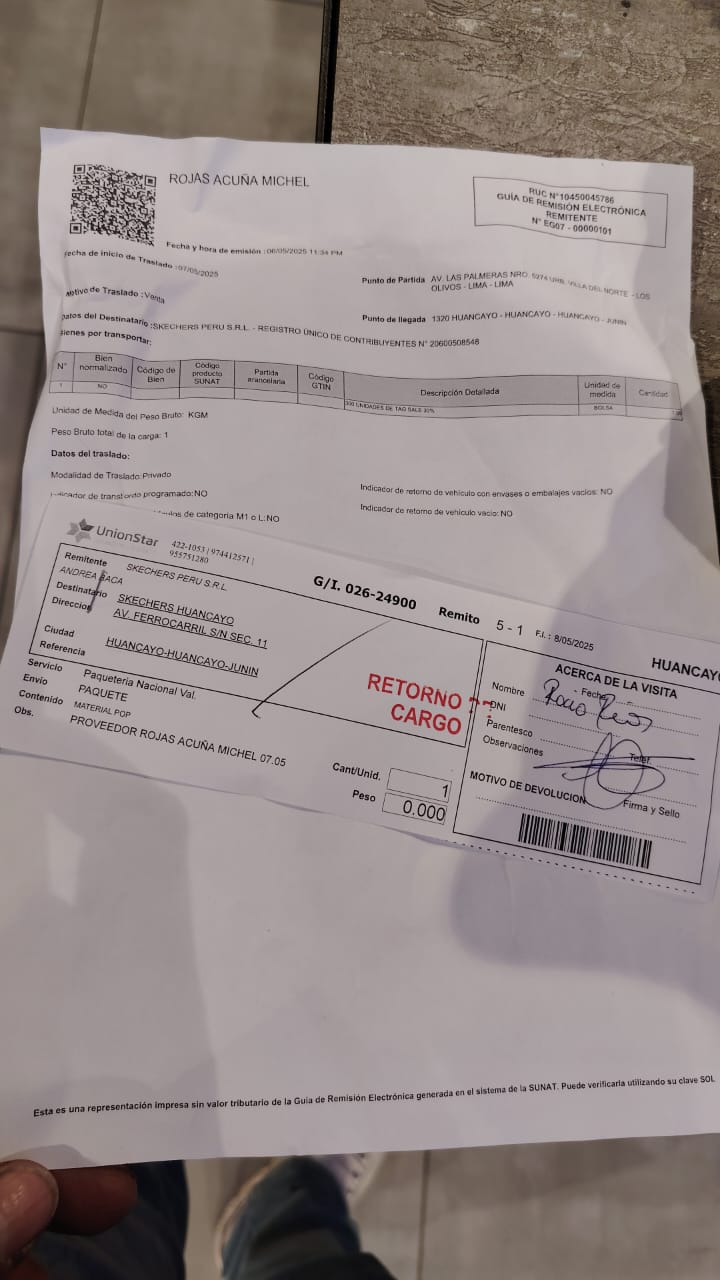 ROJAS ACUÑA MICHEL
RUC N°10450045786
GUÍA DE REMISIÓN ELECTRÓNICA
REMITENTE
N° EG07 - 00000101
Fecha y hora de emisión :06/05/2025 11:34 PM
Fecha de inicio de Traslado :07/05/2025
Punto de Partida AV. LAS PALMERAS NRO. 5274 URB. VILLA DEL NORTE - LOS
OLIVOS - LIMA - LIMA
Motivo de Traslado :Venta
Punto de llegada 1320 HUANCAYO - HUANCAYO - HUANCAYO - JUNIN
Datos del Destinatario :SKECHERS PERU S.R.L. - REGISTRO ÚNICO DE CONTRIBUYENTES N° 20600508548
Bienes por transportar:
N° Bien normalizado Código de Bien Código producto SUNAT Partida arancelaria Código GTIN Descripción Detallada Unidad de medida Cantidad
1 NO 300 UNIDADES DE TAG SALE 30% BOLSA
Unidad de Medida del Peso Bruto: KGM
Peso Bruto total de la carga: 1
Datos del traslado:
Modalidad de Traslado:Privado
Indicador de retorno de vehículo con envases o embalajes vacíos: NO
Indicador de transbordo programado:NO
Indicador de retorno de vehículo vacío: NO
de categoría M1 o L:NO
UnionStar
422-1053 | 974412571 |
955751280
G/I. 026-24900 Remito 5 - 1 F.I. : 8/05/2025 HUANCAYO
Remitente SKECHERS PERU S.R.L.
ANDREA BACA
Destinatario SKECHERS HUANCAYO
Direccion AV. FERROCARRIL S/N SEC. 11
Ciudad HUANCAYO-HUANCAYO-JUNIN
Referencia
Servicio Paqueteria Nacional Val.
Envío PAQUETE
Contenido MATERIAL POP
Obs. PROVEEDOR ROJAS ACUÑA MICHEL 07.05
RETORNO
CARGO
Cant/Unid. 1
Peso 0.000
ACERCA DE LA VISITA
Fecha
Nombre Rocio
DNI
Parentesco
Telef.
Observaciones
MOTIVO DE DEVOLUCION
Firma y Sello
Esta es una representación impresa sin valor tributario de la Guía de Remisión Electrónica generada en el sistema de la SUNAT. Puede verificarla utilizando su clave SOL